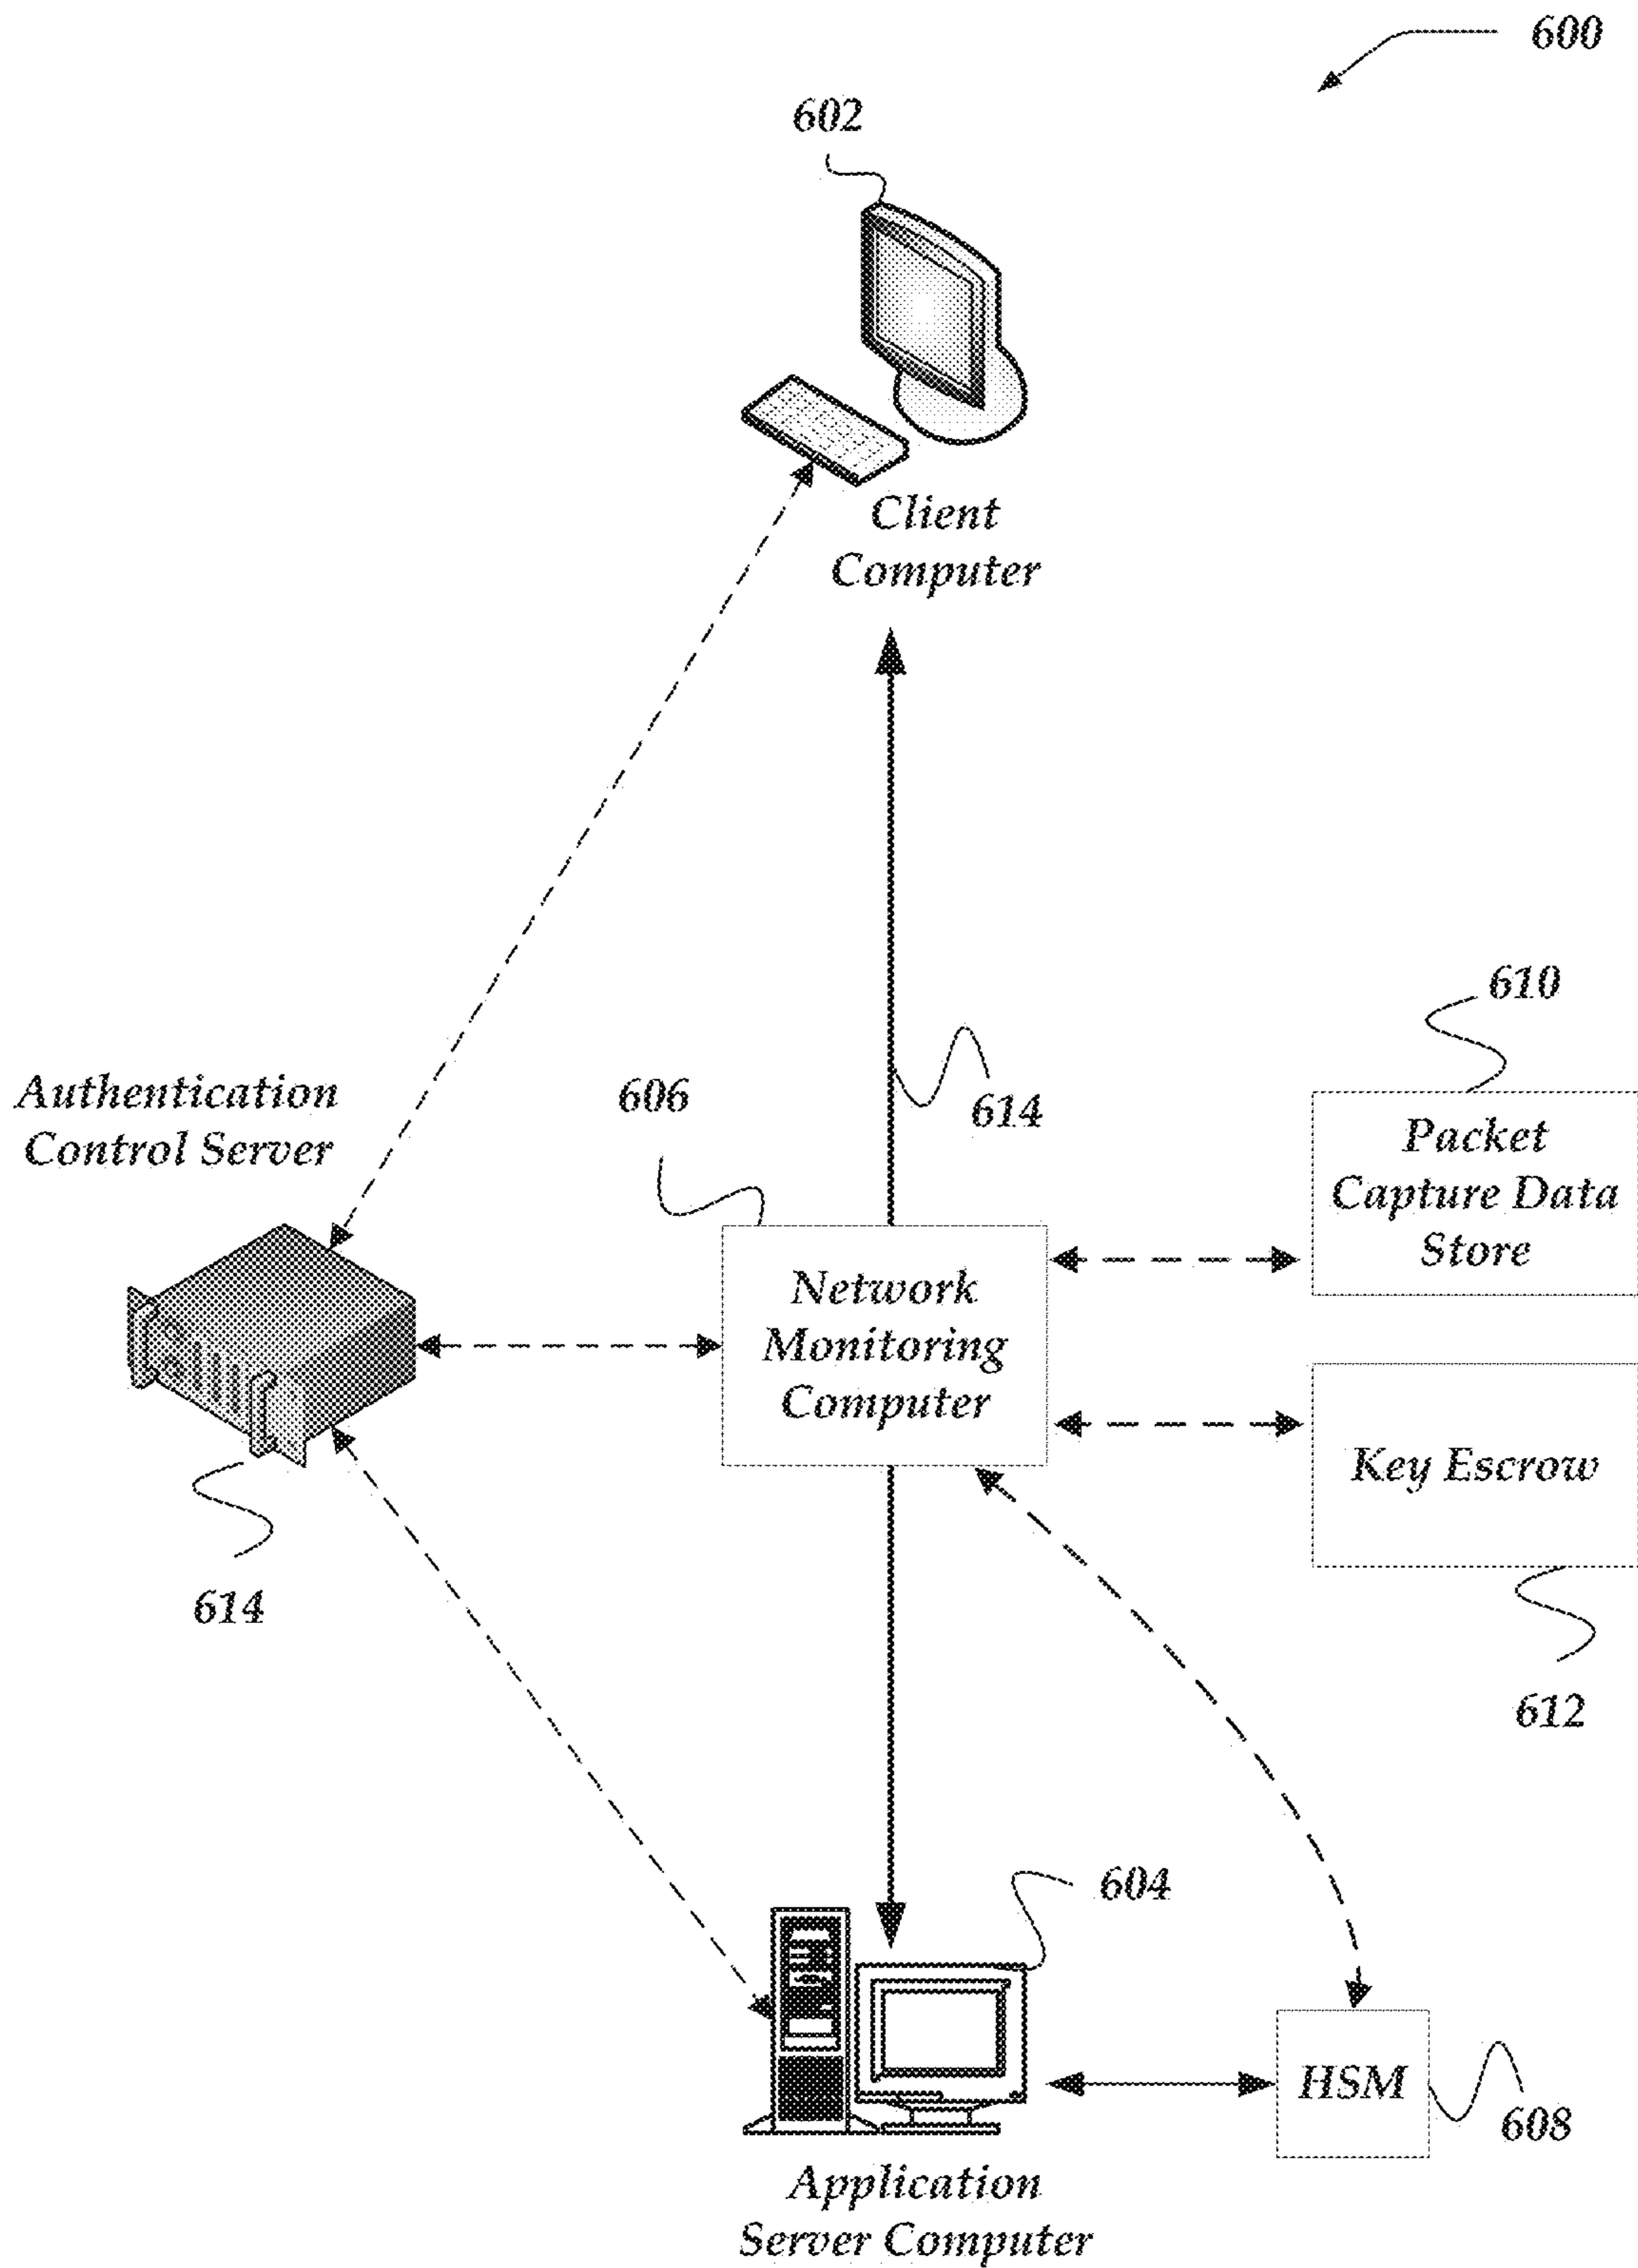 600
602
Client
Computer
610
Authentication
Control Server
606
614
Packet
Capture Data
Store
Network
Monitoring
Computer
Key Escrow
614
612
604
HSM
608
Application
Server Computer